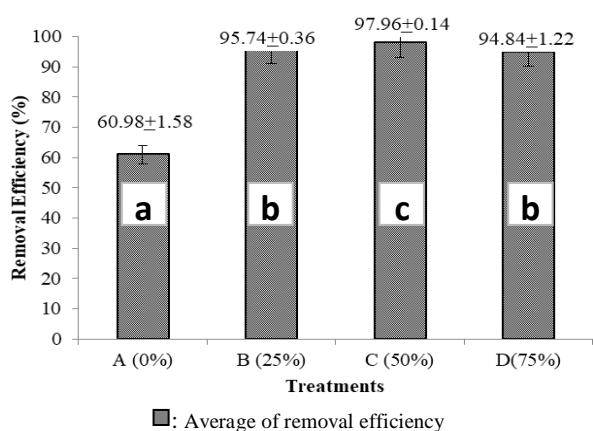 97.96±0.14
95.74±0.36
94.84±1.22
60.98±1.58
Removal Efficiency (%)
100
90
80
70
60
50
40
30
20
10
0
a
b
c
b
A (0%)
B (25%)
C (50%)
D(75%)
Treatments
: Average of removal efficiency